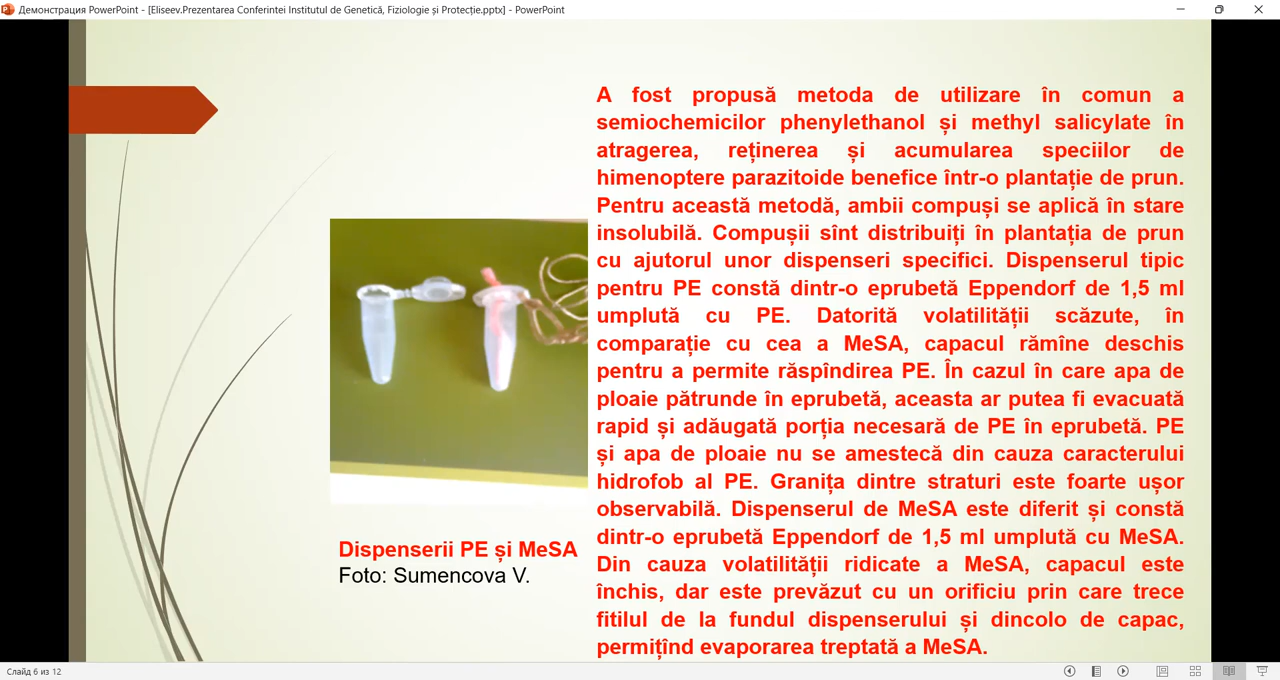 Демонстрация PowerPoint - [Eliseev.Prezentarea Conferintei Institutul de Genetică, Fiziologie și Protecție.pptx] - PowerPoint
A fost propusă metoda de utilizare în comun a
semiochemicilor phenylethanol și methyl salicylate în
atragerea, reținerea și acumularea speciilor de
himenoptere parazitoide benefice într-o plantație de prun.
Pentru această metodă, ambii compuși se aplică în stare
insolubilă. Compușii sînt distribuiți în plantația de prun
cu ajutorul unor dispenseri specifici. Dispenserul tipic
pentru PE constă dintr-o eprubetă Eppendorf de 1,5 ml
umplută cu PE. Datorită volatilității scăzute, în
comparație cu cea a MeSA, capacul rămîne deschis
pentru a permite răspîndirea PE. În cazul în care apa de
ploaie pătrunde în eprubetă, aceasta ar putea fi evacuată
rapid și adăugată porția necesară de PE în eprubetă. PE
și apa de ploaie nu se amestecă din cauza caracterului
hidrofob al PE. Granița dintre straturi este foarte ușor
observabilă. Dispenserul de MeSA este diferit și constă
dintr-o eprubetă Eppendorf de 1,5 ml umplută cu MeSA.
Din cauza volatilității ridicate a MeSA, capacul este
închis, dar este prevăzut cu un orificiu prin care trece
fitilul de la fundul dispenserului și dincolo de capac,
permițînd evaporarea treptată a MeSA.
Dispenserii PE și MeSA
Foto: Sumencova V.
Слайд 6 из 12